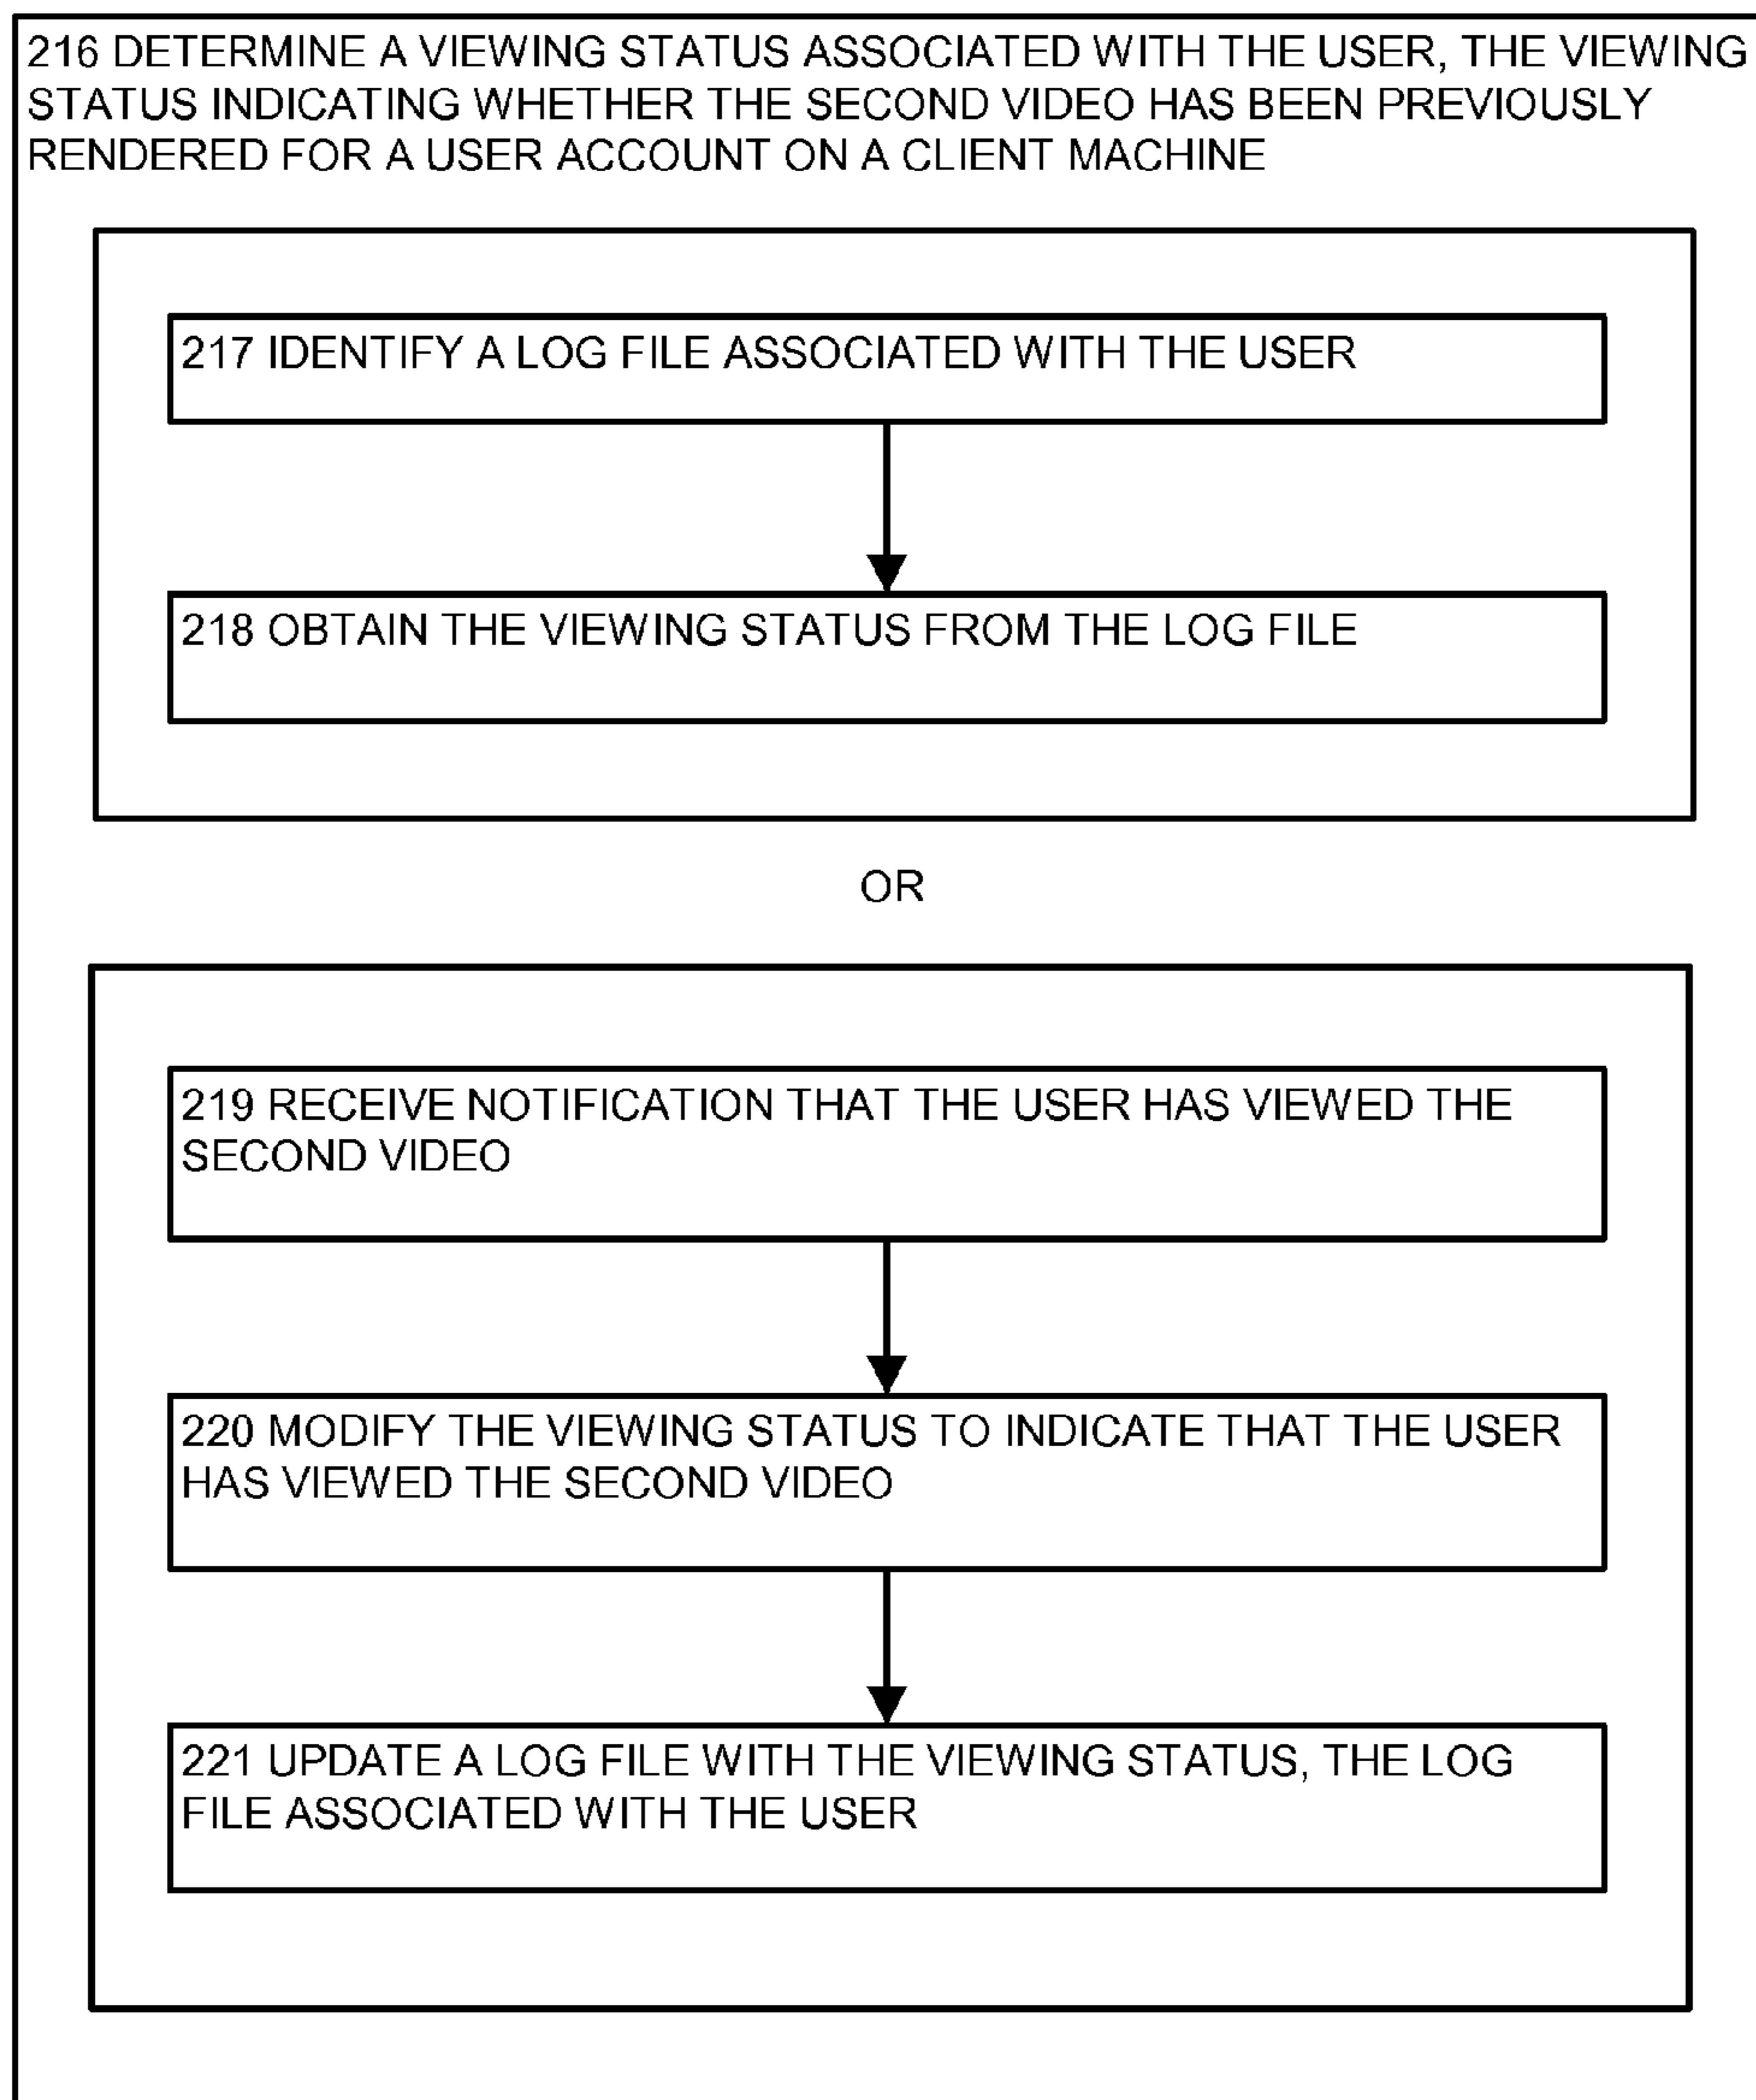 216 DETERMINE A VIEWING STATUS ASSOCIATED WITH THE USER, THE VIEWING
STATUS INDICATING WHETHER THE SECOND VIDEO HAS BEEN PREVIOUSLY
RENDERED FOR A USER ACCOUNT ON A CLIENT MACHINE
217 IDENTIFY A LOG FILE ASSOCIATED WITH THE USER
218 OBTAIN THE VIEWING STATUS FROM THE LOG FILE
OR
219 RECEIVE NOTIFICATION THAT THE USER HAS VIEWED THE
SECOND VIDEO
220 MODIFY THE VIEWING STATUS TO INDICATE THAT THE USER
HAS VIEWED THE SECOND VIDEO
221 UPDATE A LOG FILE WITH THE VIEWING STATUS, THE LOG
FILE ASSOCIATED WITH THE USER